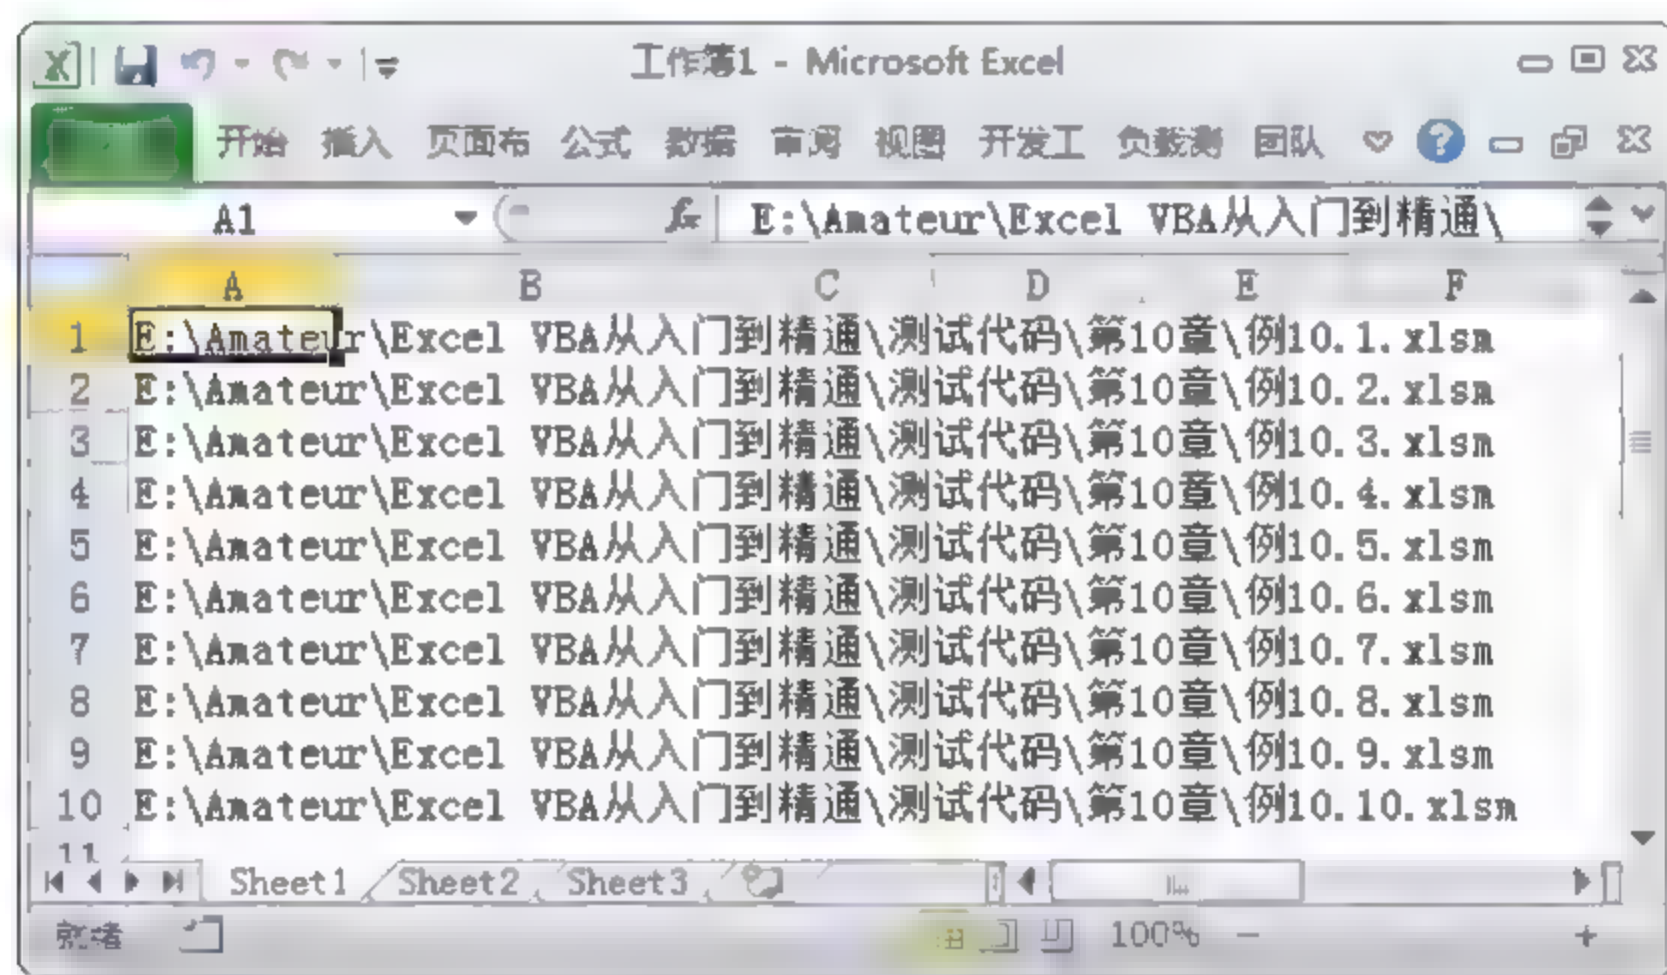 工作簿1 - Microsoft Excel
开始 插入 页面布 公式 数据 审阅 视图 开发工 负载测 团队
A1 fx E:\Amateur\Excel VBA从入门到精通\
A B C D E F
1 E:\Amateur\Excel VBA从入门到精通\测试代码\第10章\例10.1.xlsm
2 E:\Amateur\Excel VBA从入门到精通\测试代码\第10章\例10.2.xlsm
3 E:\Amateur\Excel VBA从入门到精通\测试代码\第10章\例10.3.xlsm
4 E:\Amateur\Excel VBA从入门到精通\测试代码\第10章\例10.4.xlsm
5 E:\Amateur\Excel VBA从入门到精通\测试代码\第10章\例10.5.xlsm
6 E:\Amateur\Excel VBA从入门到精通\测试代码\第10章\例10.6.xlsm
7 E:\Amateur\Excel VBA从入门到精通\测试代码\第10章\例10.7.xlsm
8 E:\Amateur\Excel VBA从入门到精通\测试代码\第10章\例10.8.xlsm
9 E:\Amateur\Excel VBA从入门到精通\测试代码\第10章\例10.9.xlsm
10 E:\Amateur\Excel VBA从入门到精通\测试代码\第10章\例10.10.xlsm
11
Sheet1 Sheet2 Sheet3
就绪 100%